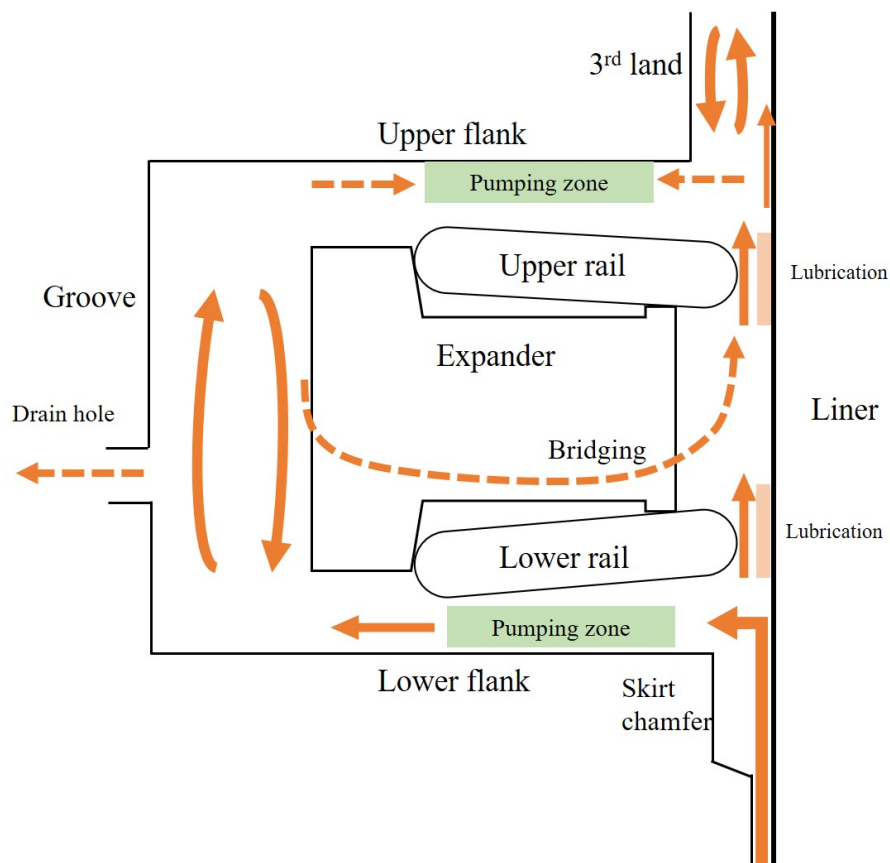 3rd land
Upper flank
Pumping zone
Upper rail
Lubrication
Groove
Expander
Drain hole
Liner
Bridging
Lubrication
Lower rail
Pumping zone
Lower flank
Skirt
chamfer